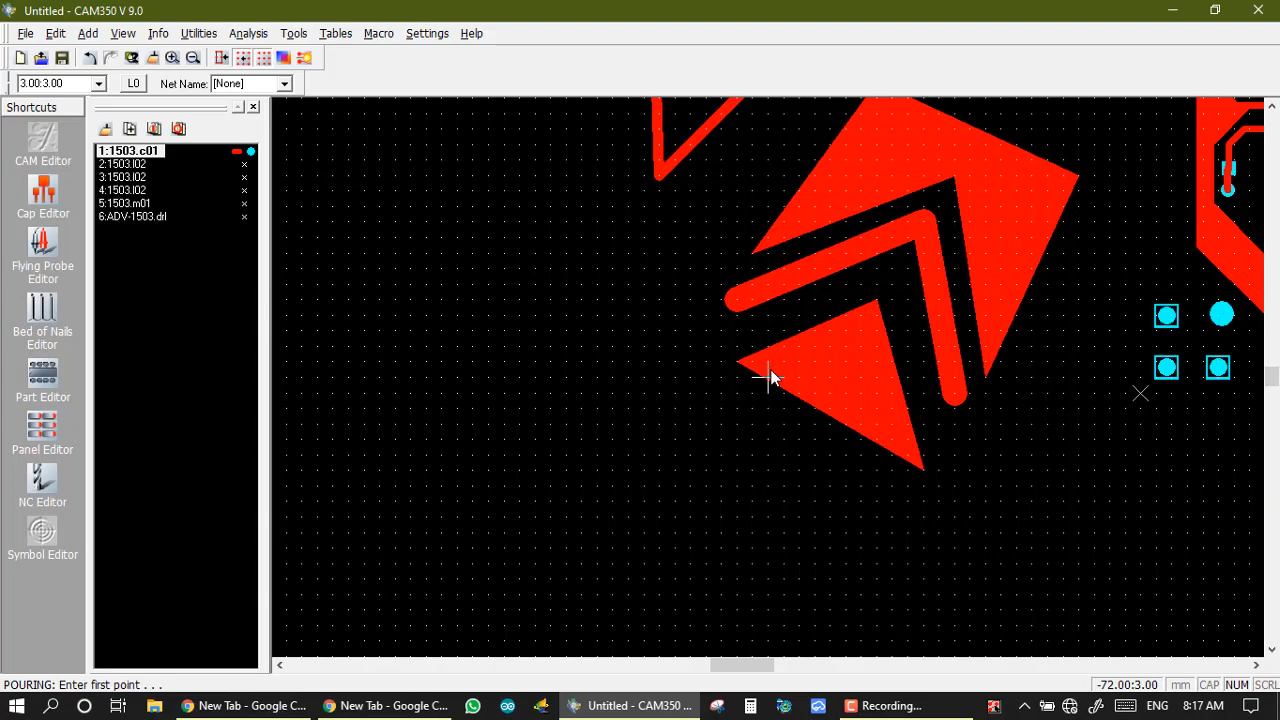 Untitled - CAM350 V 9.0
File Edit Add View Info Utilities Analysis Tools Tables Macro Settings Help
3.00:3.00 L0 Net Name: [None]
Shortcuts
CAM Editor
Cap Editor
Flying Probe
Editor
Bed of Nails
Editor
Part Editor
Panel Editor
NC Editor
Symbol Editor
1:1503.c01
2:1503.l02
3:1503.l02
4:1503.l02
5:1503.m01
6:ADV-1503.drl
POURING: Enter first point . . .
-72.00:3.00 mm CAP NUM SCRL
New Tab - Google C...
New Tab - Google C...
Untitled - CAM350 ...
Recording...
ENG
8:17 AM